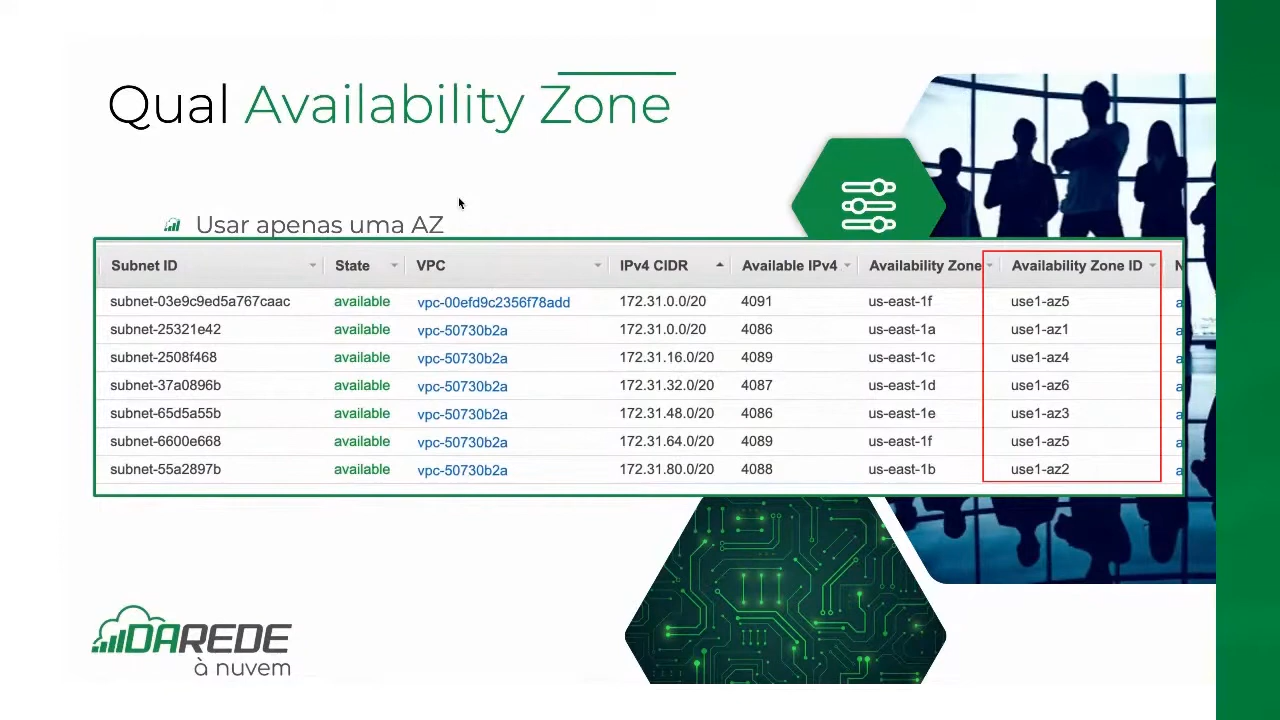 Qual Availability Zone
Usar apenas uma AZ
Subnet ID State VPC IPv4 CIDR Available IPv4 Availability Zone Availability Zone ID N
subnet-03e9c9ed5a767caac available vpc-00efd9c2356f78add 172.31.0.0/20 4091 us-east-1f use1-az5 a
subnet-25321e42 available vpc-50730b2a 172.31.0.0/20 4086 us-east-1a use1-az1 a
subnet-2508f468 available vpc-50730b2a 172.31.16.0/20 4089 us-east-1c use1-az4 a
subnet-37a0896b available vpc-50730b2a 172.31.32.0/20 4087 us-east-1d use1-az6 a
subnet-65d5a55b available vpc-50730b2a 172.31.48.0/20 4086 us-east-1e use1-az3 a
subnet-6600e668 available vpc-50730b2a 172.31.64.0/20 4089 us-east-1f use1-az5 a
subnet-55a2897b available vpc-50730b2a 172.31.80.0/20 4088 us-east-1b use1-az2 a
DAREDE
à nuvem